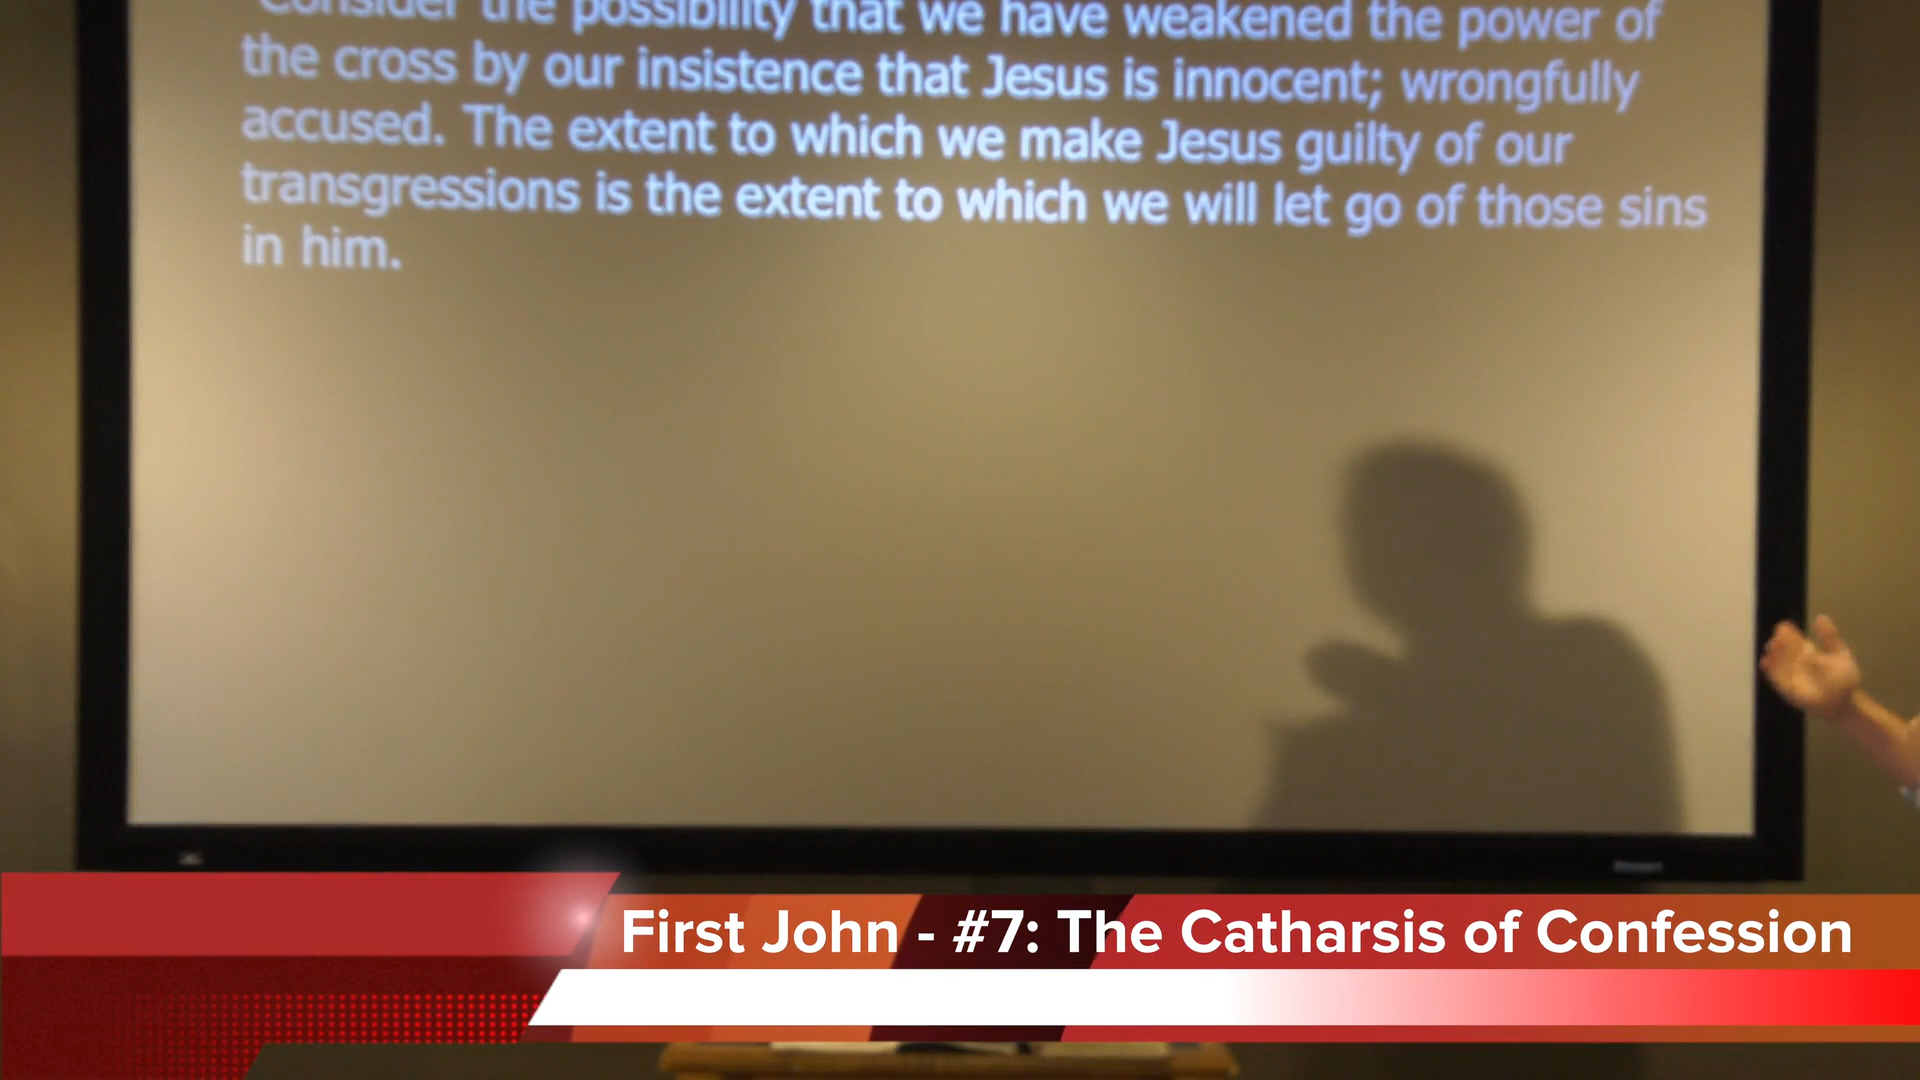 Consider the possibility that we have weakened the power of
the cross by our insistence that Jesus is innocent; wrongfully
accused. The extent to which we make Jesus guilty of our
transgressions is the extent to which we will let go of those sins
in him.
First John - #7: The Catharsis of Confession